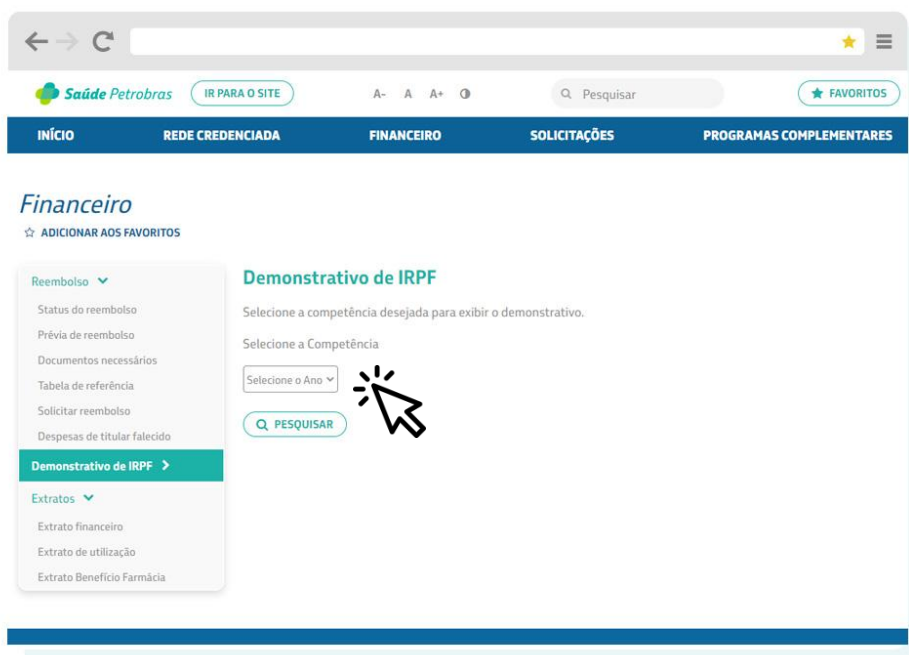 Saúde Petrobras IR PARA O SITE A- A A+ Pesquisar FAVORITOS
INÍCIO REDE CREDENCIADA FINANCEIRO SOLICITAÇÕES PROGRAMAS COMPLEMENTARES
Financeiro
ADICIONAR AOS FAVORITOS
Reembolso
Status do reembolso
Prévia de reembolso
Documentos necessários
Tabela de referência
Solicitar reembolso
Despesas de titular falecido
Demonstrativo de IRPF
Extratos
Extrato financeiro
Extrato de utilização
Extrato Benefício Farmácia
Demonstrativo de IRPF
Selecione a competência desejada para exibir o demonstrativo.
Selecione a Competência
Selecione o Ano
PESQUISAR